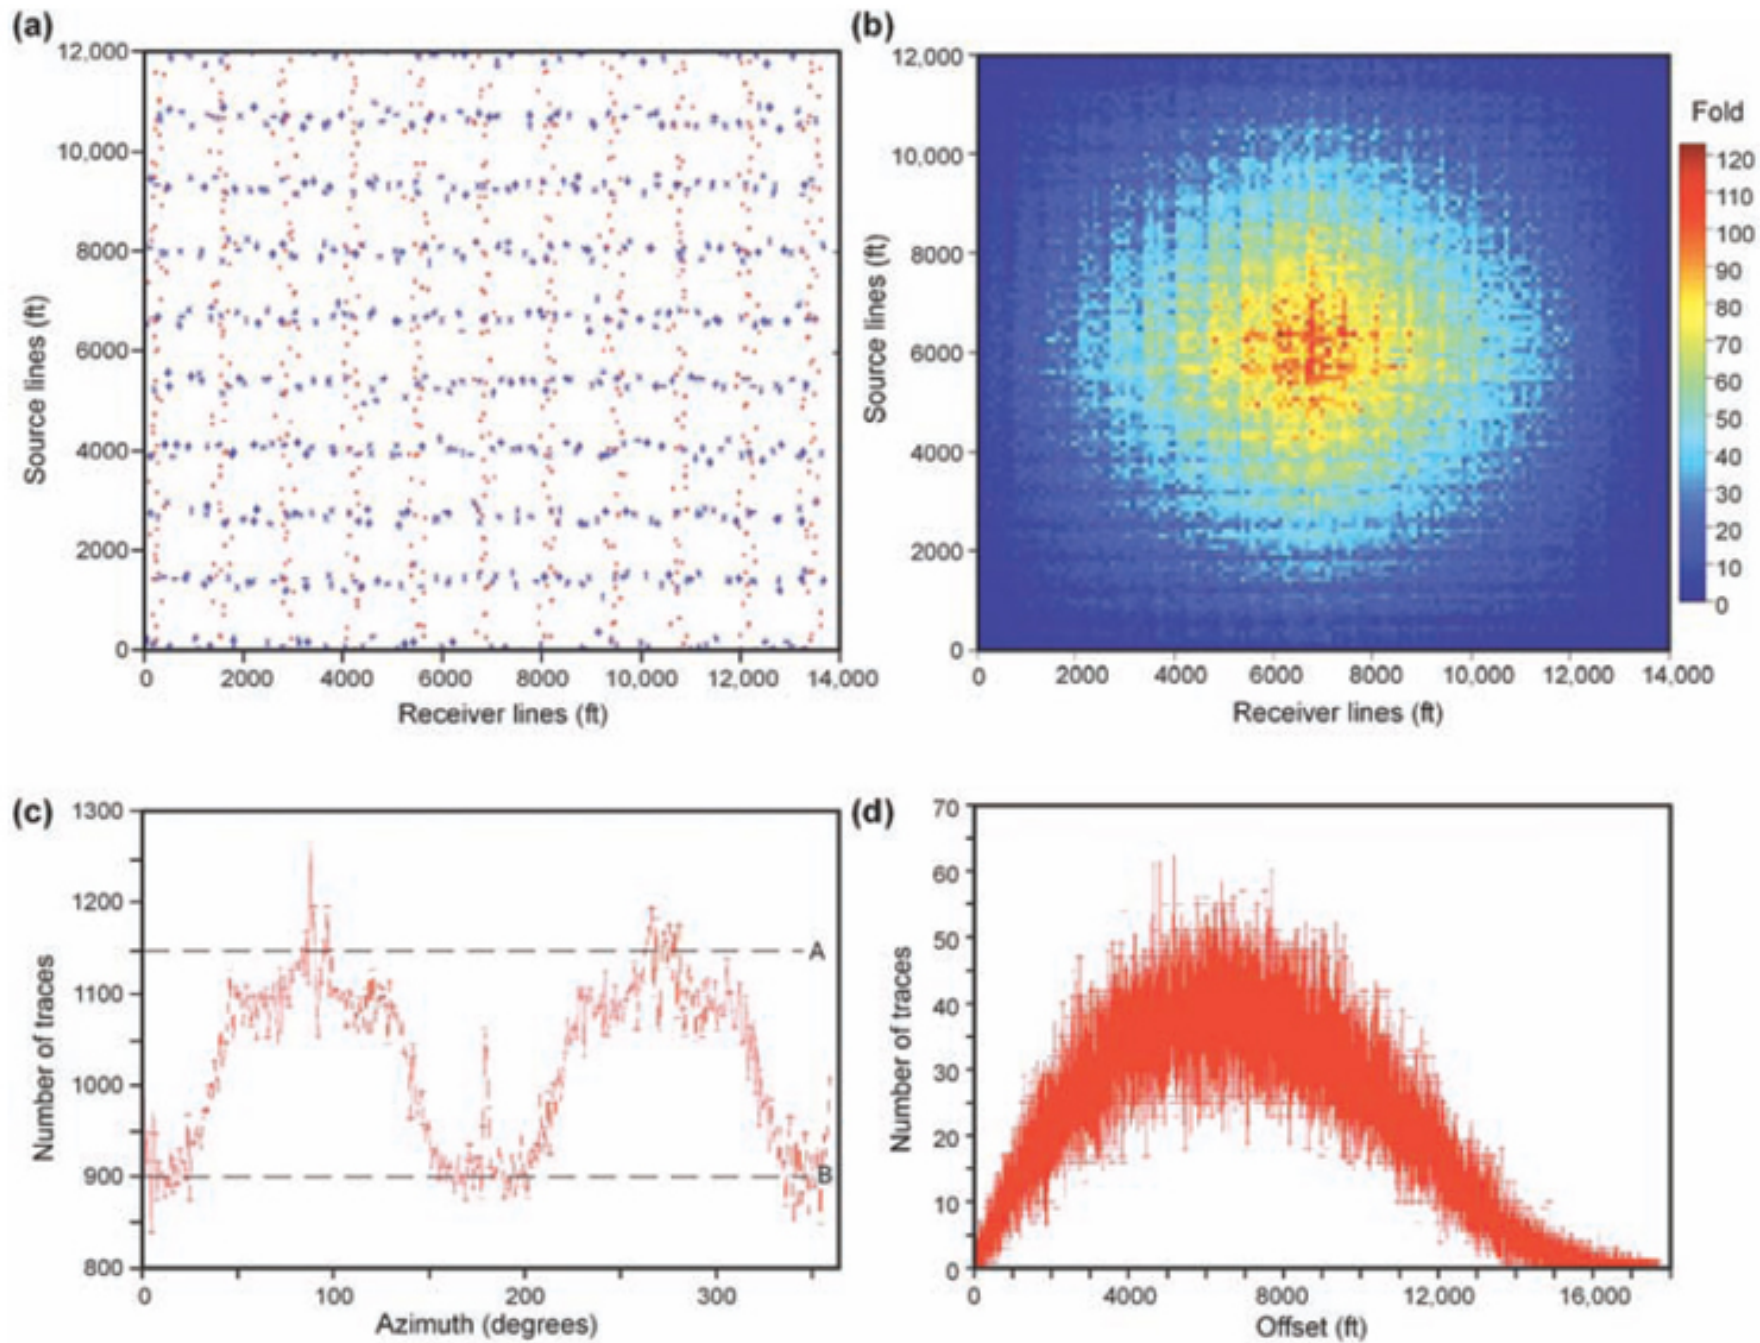 (a)
12,000
10,000
8000
6000
4000
2000
0
Source lines (ft)
0 2000 4000 6000 8000 10,000 12,000 14,000
Receiver lines (ft)
(b)
12,000
10,000
8000
6000
4000
2000
0
Source lines (ft)
0 2000 4000 6000 8000 10,000 12,000 14,000
Receiver lines (ft)
Fold
120
110
100
90
80
70
60
50
40
30
20
10
0
(c)
1300
1200
1100
1000
900
800
Number of traces
A
B
0 100 200 300
Azimuth (degrees)
(d)
70
60
50
40
30
20
10
0
Number of traces
0 4000 8000 12,000 16,000
Offset (ft)